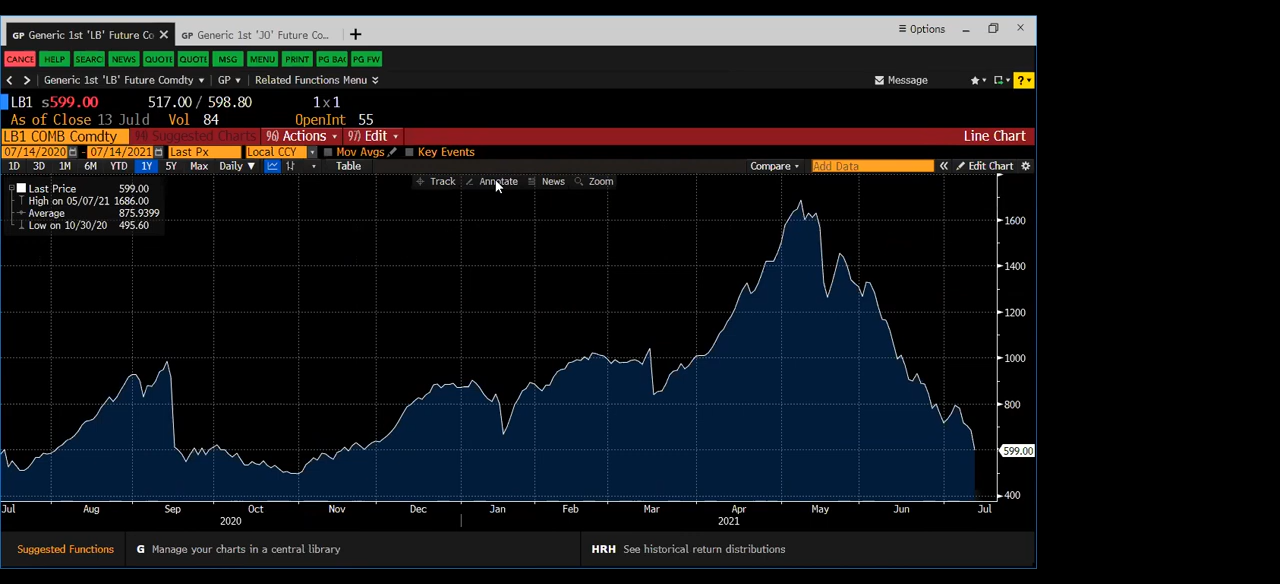 GP Generic 1st 'LB' Future Co
GP Generic 1st 'JO' Future Co...
Options
CANCE HELP SEARC NEWS QUOTE QUOTE MSG MENU PRINT PG BAC PG FW
Generic 1st 'LB' Future Comdty GP Related Functions Menu Message ?
LB1 s599.00 517.00 / 598.80 1 x 1
As of Close 13 Juld Vol 84 OpenInt 55
LB1 COMB Comdty 94) Suggested Charts 96) Actions 97) Edit Line Chart
07/14/2020 - 07/14/2021 Last Px Local CCY Mov Avgs Key Events
1D 3D 1M 6M YTD 1Y 5Y Max Daily Table Compare Add Data Edit Chart
Track Annotate News Zoom
Last Price 599.00
High on 05/07/21 1686.00
Average 875.9399
Low on 10/30/20 495.60
1600
1400
1200
1000
800
599.00
400
Jul Aug Sep Oct Nov Dec Jan Feb Mar Apr May Jun Jul
2020 2021
Suggested Functions G Manage your charts in a central library HRH See historical return distributions